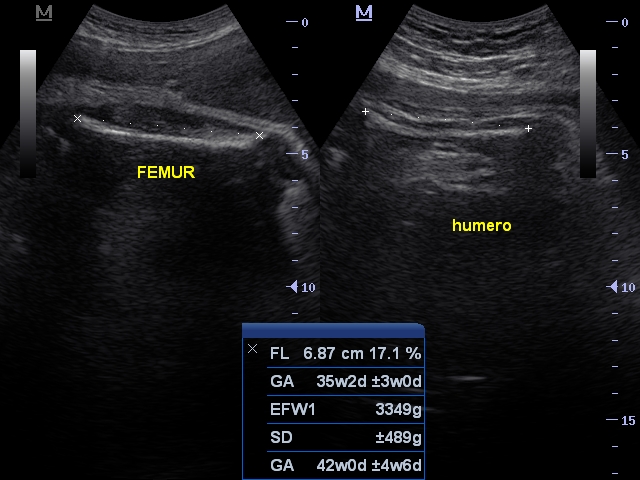 M
M
0
0
5
5
10
10
15
FEMUR
humero
FL 6.87 cm 17.1 %
GA 35w2d ±3w0d
EFW1 3349g
SD ±489g
GA 42w0d ±4w6d